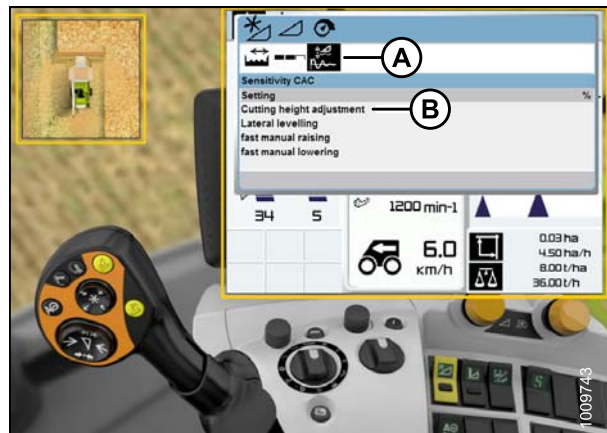 A
Sensitivity CAC
Setting %
Cutting height adjustment B
Lateral levelling
fast manual raising
fast manual lowering
34 5
1200 min-1
6.0
km/h
0.03 ha
4.50 ha/h
8.00 t/ha
36.00 t/h
1009743